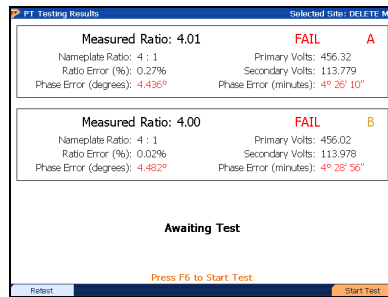 PT Testing Results Selected Site: DELETE M
Measured Ratio: 4.01 FAIL A
Nameplate Ratio: 4 : 1 Primary Volts: 456.32
Ratio Error (%): 0.27% Secondary Volts: 113.779
Phase Error (degrees): 4.436º Phase Error (minutes): 4º 26' 10"
Measured Ratio: 4.00 FAIL B
Nameplate Ratio: 4 : 1 Primary Volts: 456.02
Ratio Error (%): 0.02% Secondary Volts: 113.978
Phase Error (degrees): 4.482º Phase Error (minutes): 4º 28' 56"
Awaiting Test
Press F6 to Start Test
Retest Start Test